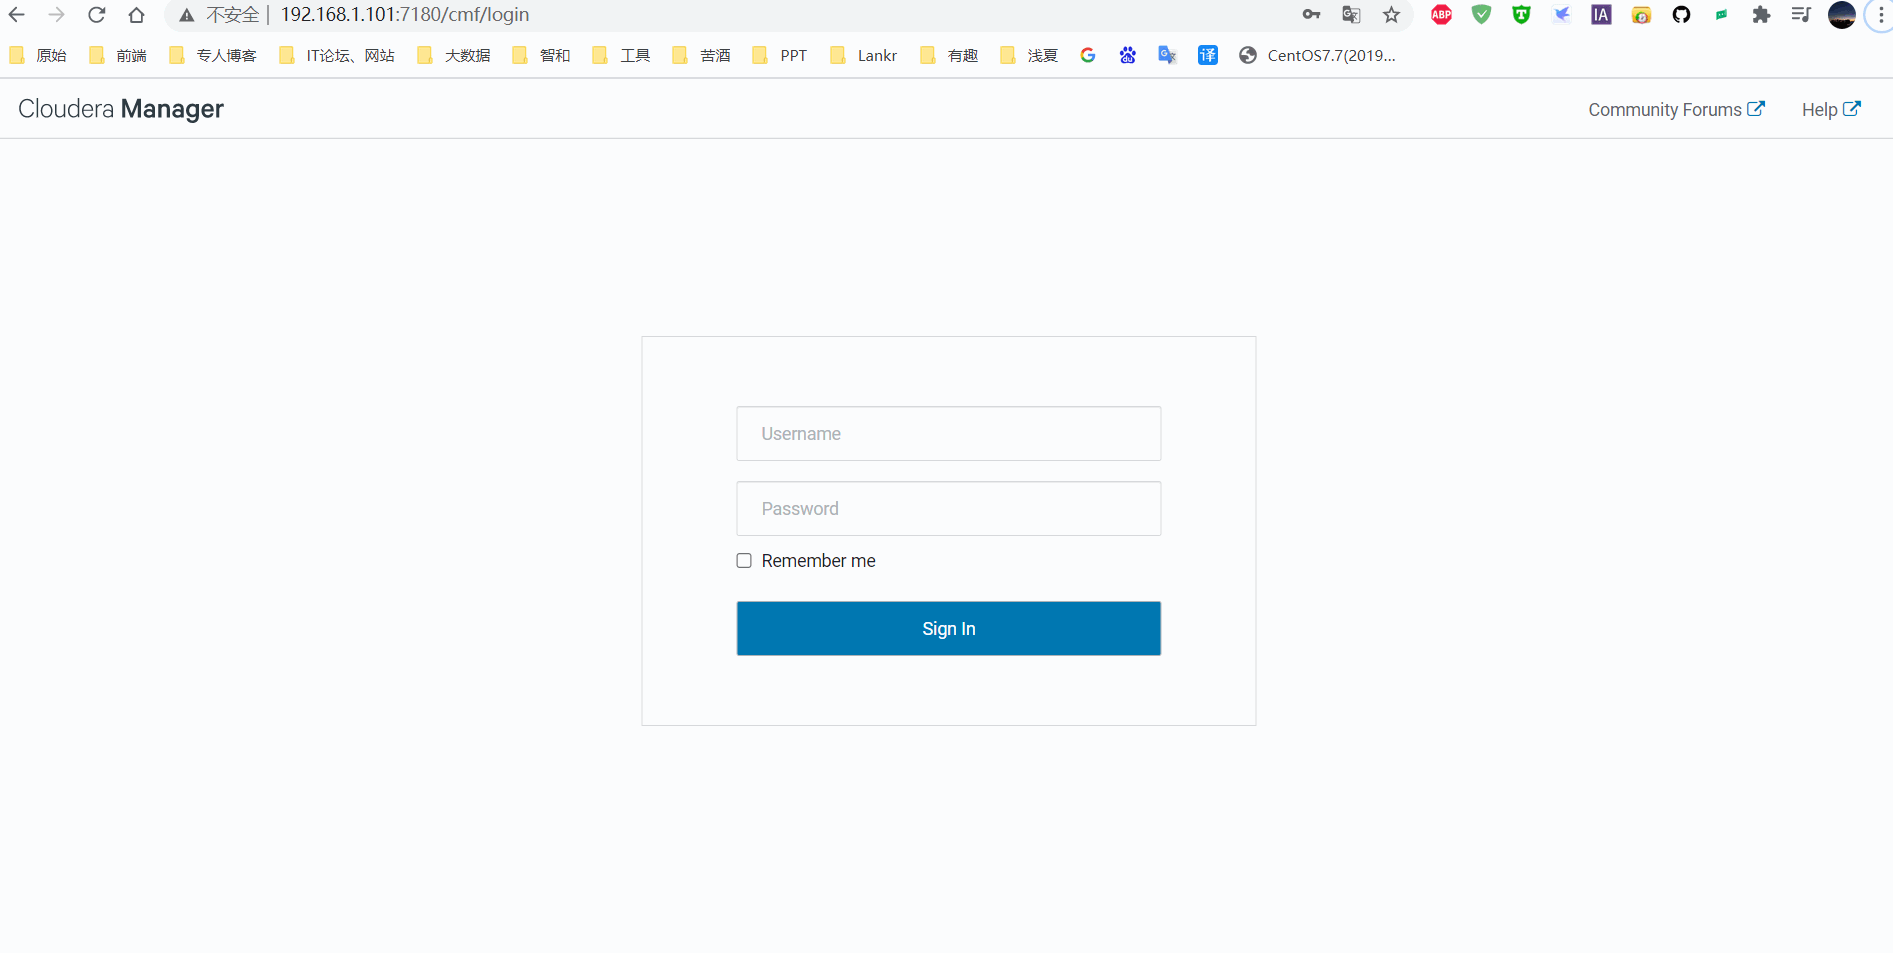 不安全 | 192.168.1.101:7180/cmf/login ABP T IA
原始 前端 专人博客 IT论坛、网站 大数据 智和 工具 苦酒 PPT Lankr 有趣 浅夏 G du G 译 CentOS7.7(2019...
Cloudera Manager Community Forums Help
Username
Password
Remember me
Sign In